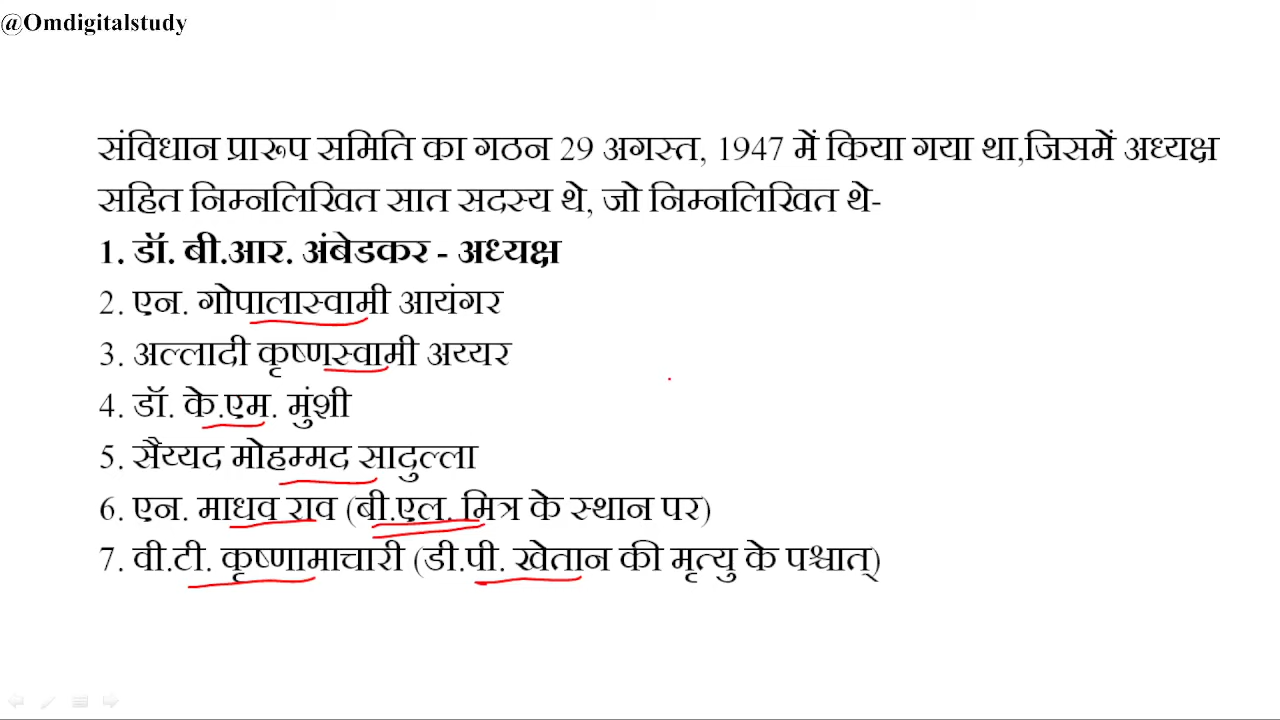 @Omdigitalstudy
संविधान प्रारूप समिति का गठन 29 अगस्त, 1947 में किया गया था,जिसमें अध्यक्ष
सहित निम्नलिखित सात सदस्य थे, जो निम्नलिखित थे-
1. डॉ. बी.आर. अंबेडकर - अध्यक्ष
2. एन. गोपालास्वामी आयंगर
3. अल्लादी कृष्णस्वामी अय्यर
4. डॉ. के.एम. मुंशी
5. सैय्यद मोहम्मद सादुल्ला
6. एन. माधव राव (बी.एल. मित्र के स्थान पर)
7. वी.टी. कृष्णामाचारी (डी.पी. खेतान की मृत्यु के पश्चात्)